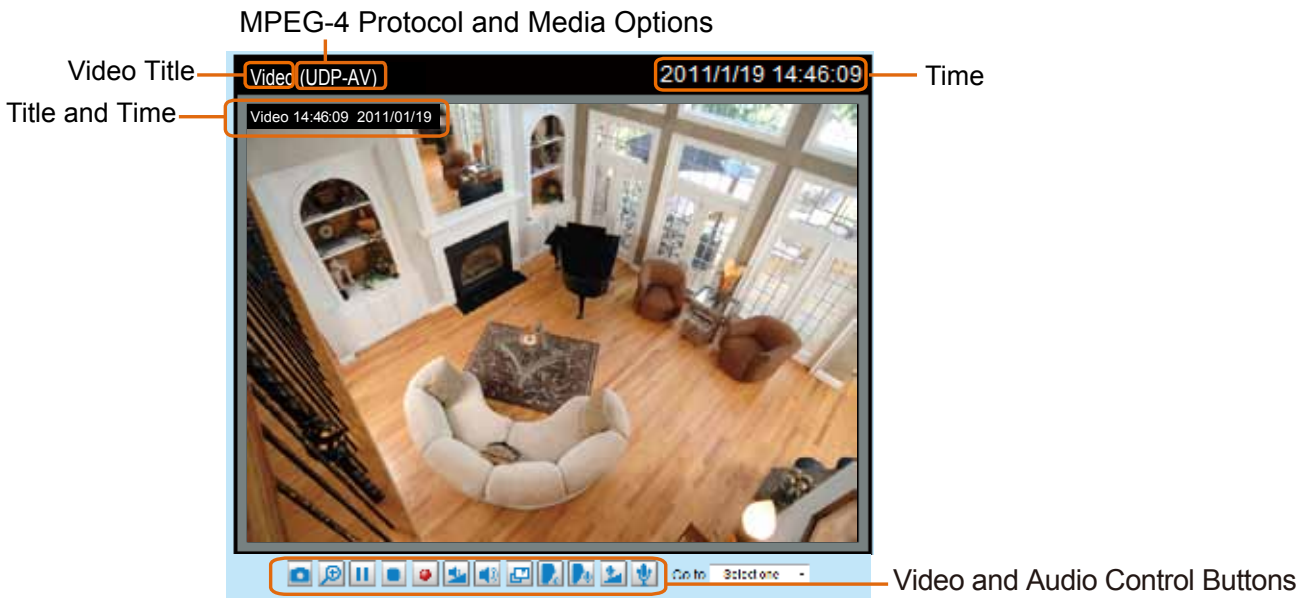 MPEG-4 Protocol and Media Options
Video Title
Video (UDP-AV)
2011/1/19 14:46:09
Time
Title and Time
Video 14:46:09 2011/01/19
Go to Select one
Video and Audio Control Buttons